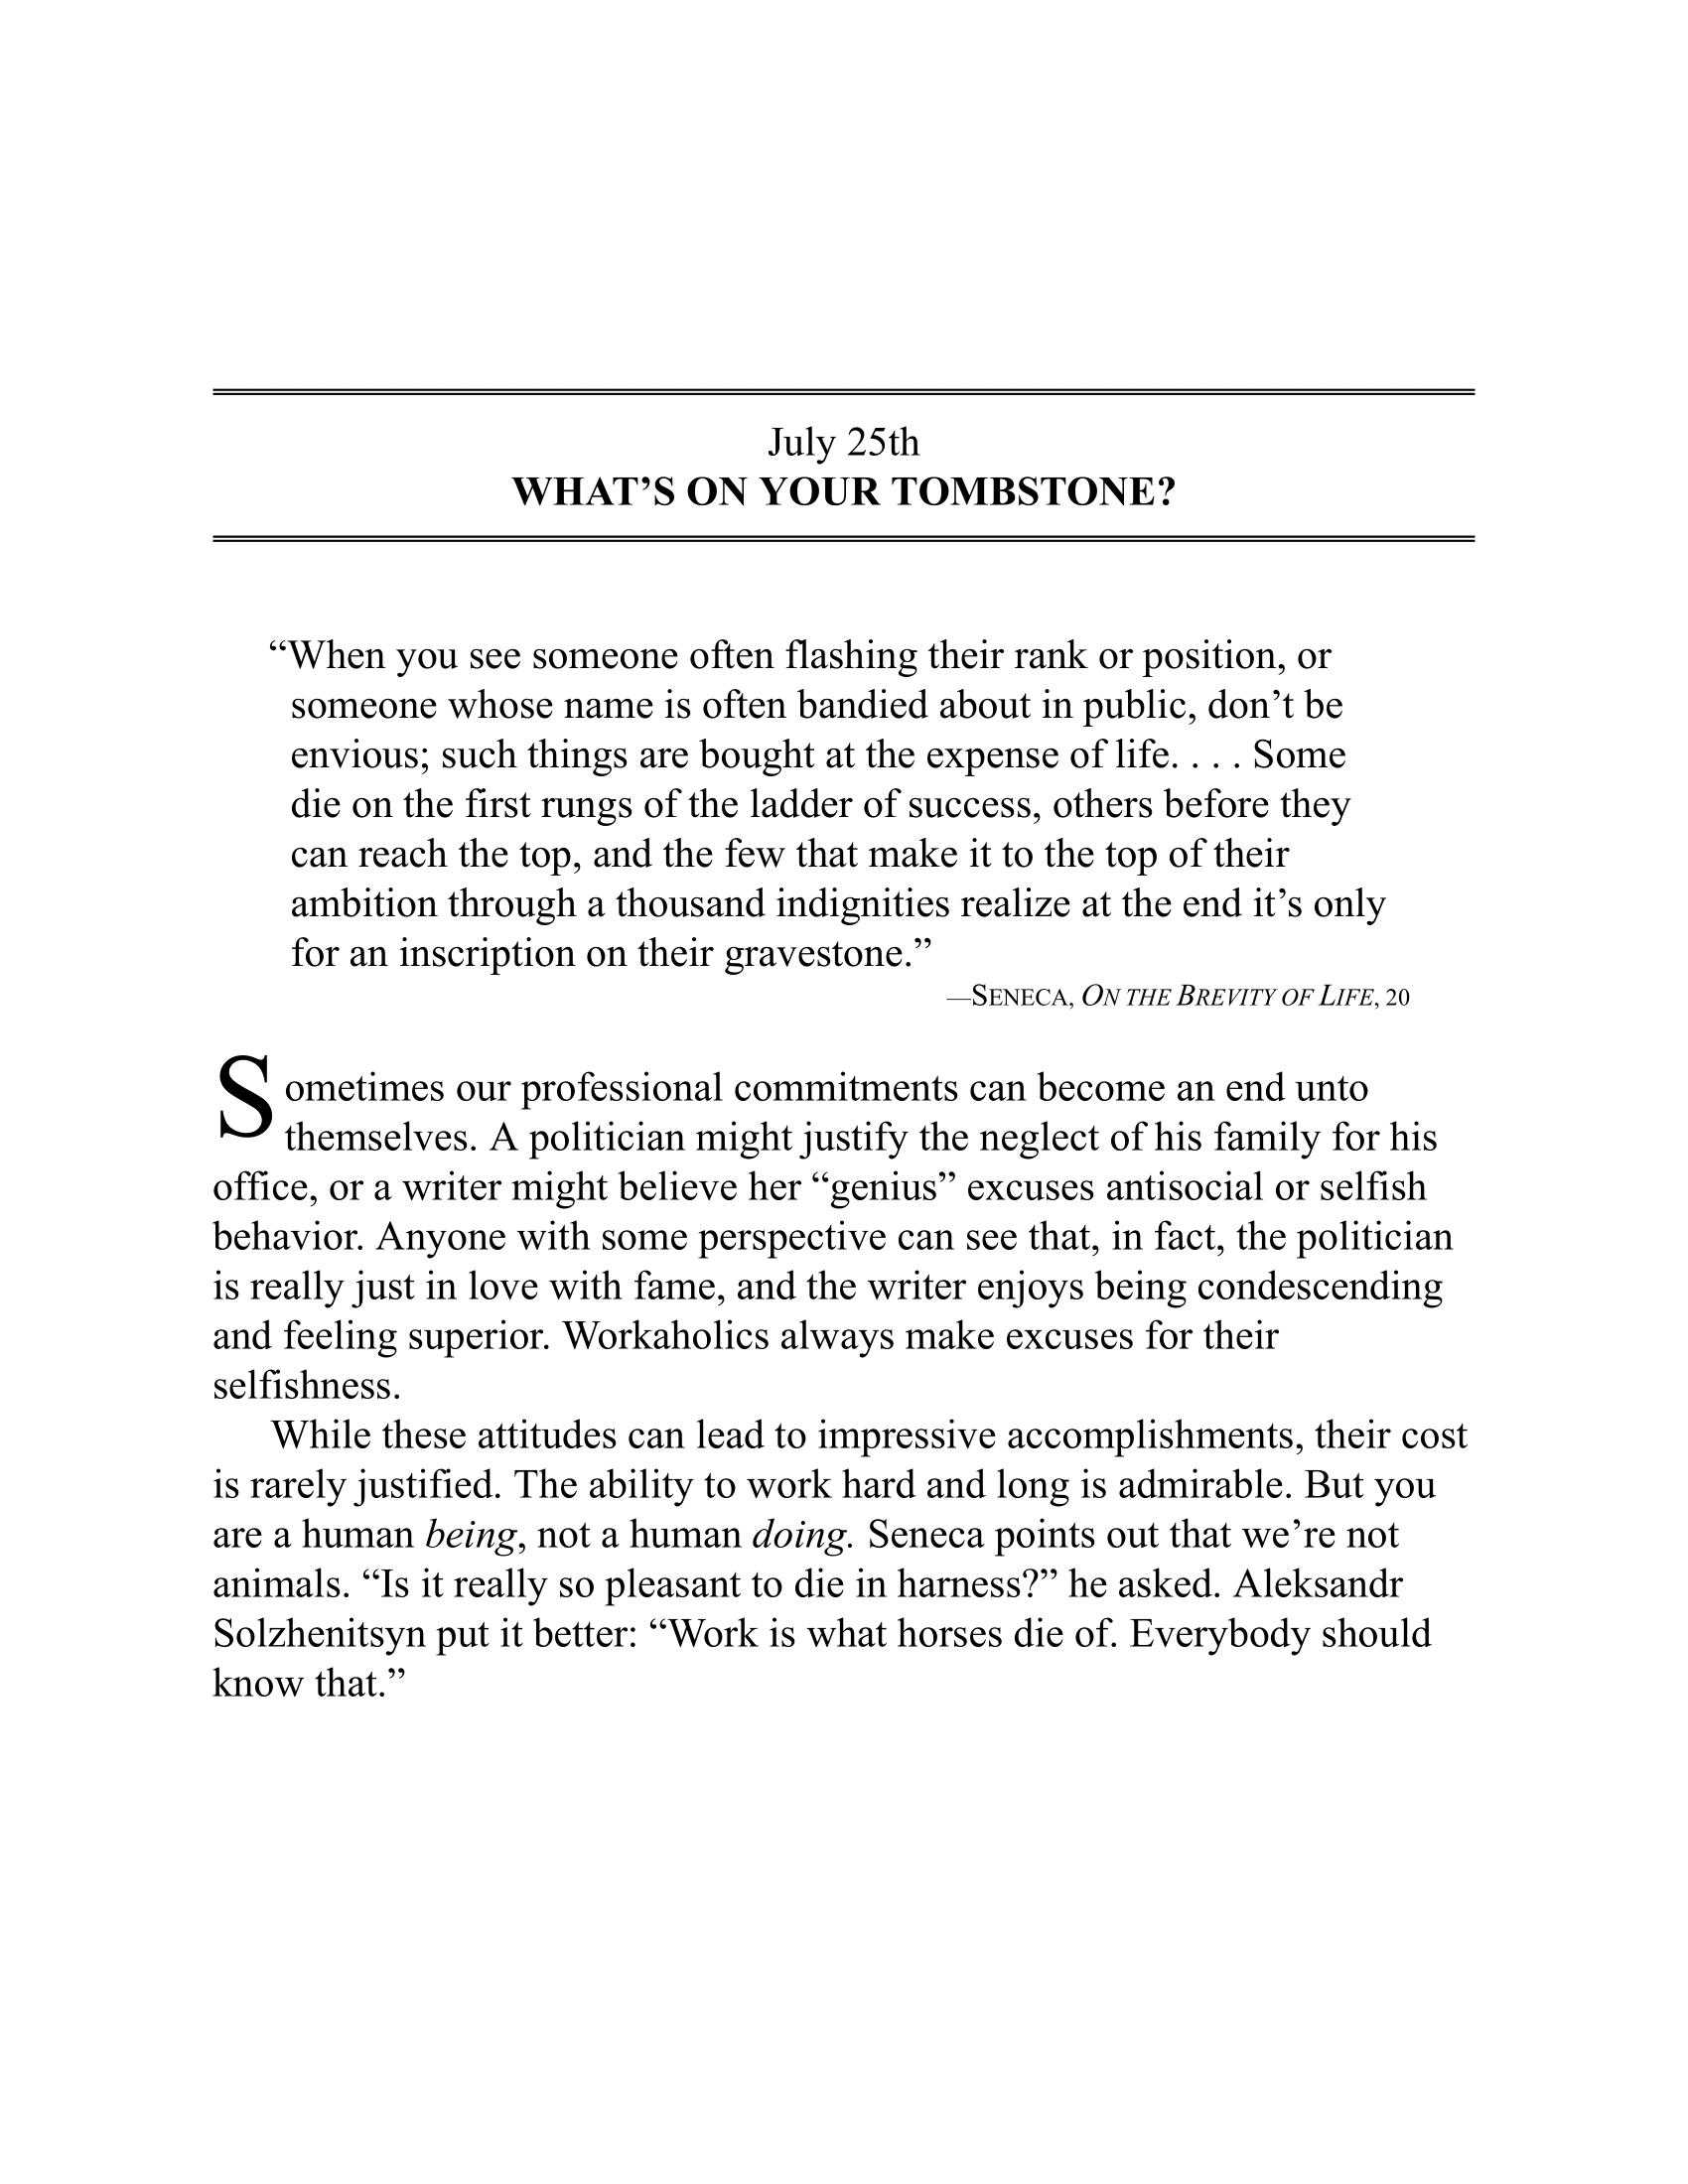 July 25th
WHAT’S ON YOUR TOMBSTONE?
“When you see someone often flashing their rank or position, or
someone whose name is often bandied about in public, don’t be
envious; such things are bought at the expense of life. . . . Some
die on the first rungs of the ladder of success, others before they
can reach the top, and the few that make it to the top of their
ambition through a thousand indignities realize at the end it’s only
for an inscription on their gravestone.”
—SENECA, ON THE BREVITY OF LIFE, 20
Sometimes our professional commitments can become an end unto
themselves. A politician might justify the neglect of his family for his
office, or a writer might believe her “genius” excuses antisocial or selfish
behavior. Anyone with some perspective can see that, in fact, the politician
is really just in love with fame, and the writer enjoys being condescending
and feeling superior. Workaholics always make excuses for their
selfishness.
While these attitudes can lead to impressive accomplishments, their cost
is rarely justified. The ability to work hard and long is admirable. But you
are a human being, not a human doing. Seneca points out that we’re not
animals. “Is it really so pleasant to die in harness?” he asked. Aleksandr
Solzhenitsyn put it better: “Work is what horses die of. Everybody should
know that.”